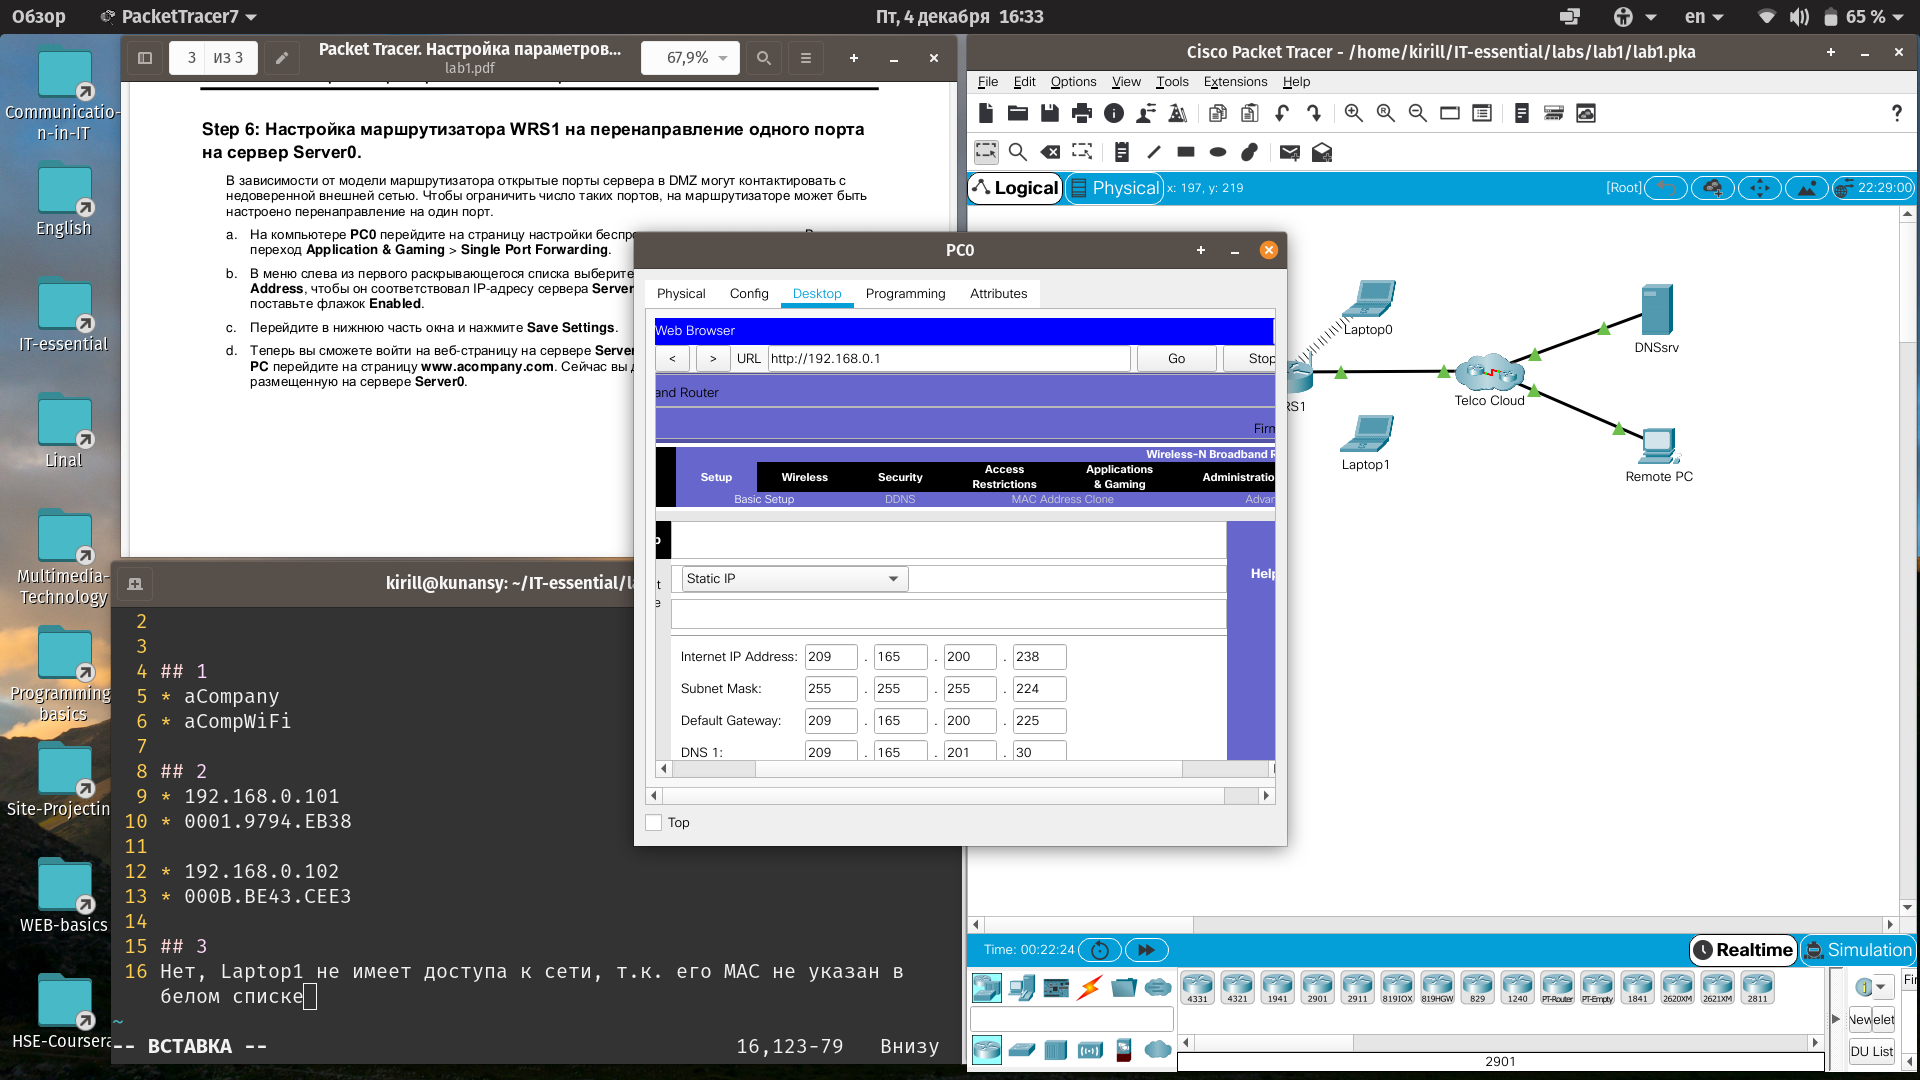 Обзор
PacketTracer7
Пт, 4 декабря 16:33
en
65 %
Communicatio-
n-in-IT
English
IT-essential
Linal
Multimedia-
Technology
Programming
basics
Site-Projectin
WEB-basics
HSE-Coursera
3 из 3
Packet Tracer. Настройка параметров...
lab1.pdf
67,9%
Step 6: Настройка маршрутизатора WRS1 на перенаправление одного порта
на сервер Server0.
В зависимости от модели маршрутизатора открытые порты сервера в DMZ могут контактировать с
недоверенной внешней сетью. Чтобы ограничить число таких портов, на маршрутизаторе может быть
настроено перенаправление на один порт.
a. На компьютере PC0 перейдите на страницу настройки беспр
переход Application & Gaming > Single Port Forwarding.
b. В меню слева из первого раскрывающегося списка выберите
Address, чтобы он соответствовал IP-адресу сервера Server
поставьте флажок Enabled.
c. Перейдите в нижнюю часть окна и нажмите Save Settings.
d. Теперь вы сможете войти на веб-страницу на сервере Server
PC перейдите на страницу www.acompany.com. Сейчас вы д
размещенную на сервере Server0.
kirill@kunansy: ~/IT-essential/la
2
3
4 ## 1
5 * aCompany
6 * aCompWiFi
7
8 ## 2
9 * 192.168.0.101
10 * 0001.9794.EB38
11
12 * 192.168.0.102
13 * 000B.BE43.CEE3
14
15 ## 3
16 Нет, Laptop1 не имеет доступа к сети, т.к. его MAC не указан в
белом списке
~
-- ВСТАВКА --
16,123-79 Внизу
PC0
Physical Config Desktop Programming Attributes
Web Browser
< > URL http://192.168.0.1 Go Stop
and Router
Firm
Wireless-N Broadband R
Setup Wireless Security Access Restrictions Applications & Gaming Administratio
Basic Setup DDNS MAC Address Clone Advan
p
t
e
Static IP
Help
Internet IP Address: 209 . 165 . 200 . 238
Subnet Mask: 255 . 255 . 255 . 224
Default Gateway: 209 . 165 . 200 . 225
DNS 1: 209 . 165 . 201 . 30
Top
Cisco Packet Tracer - /home/kirill/IT-essential/labs/lab1/lab1.pka
File Edit Options View Tools Extensions Help
?
Logical Physical x: 197, y: 219
[Root]
22:29:00
Laptop0
DNSsrv
RS1
Telco Cloud
Laptop1
Remote PC
Time: 00:22:24
Realtime Simulation
4331 4321 1941 2901 2911 819IOX 819HGW 829 1240 PT-Router PT-Empty 1841 2620XM 2621XM 2811
2901
Fir
New elet
DU List